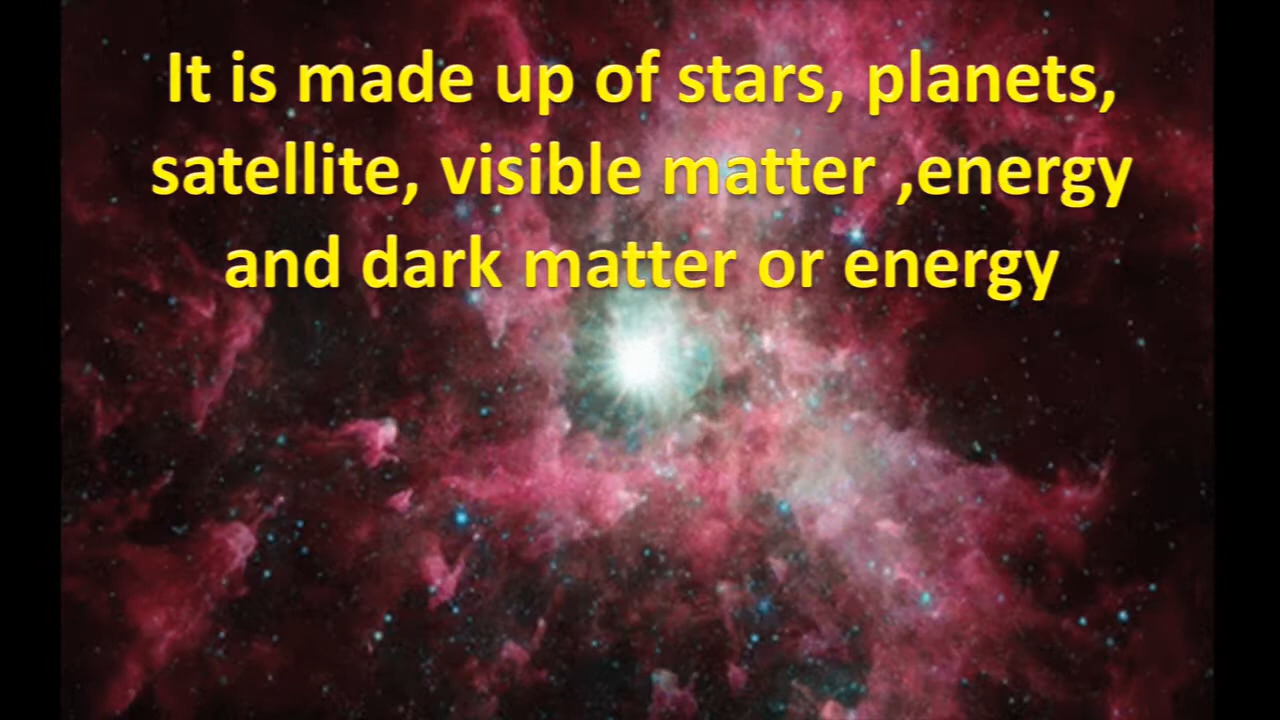 It is made up of stars, planets,
satellite, visible matter ,energy
and dark matter or energy